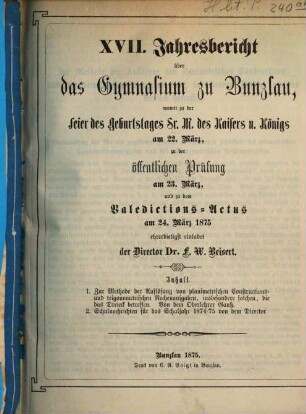 H. lit. P. 240 an
XVII. Jahresbericht
über
das Gymnasium zu Bunzlau,
womit zu der
Feier des Geburtstages Sr. M. des Kaisers u. Königs
am 22. März,
zu der
öffentlichen Prüfung
am 23. März,
und zu dem
Valedictions-Actus
am 24. März 1875
ehrerbietigst einladet
der Director Dr. F. W. Beisert.
Inhalt.
1. Zur Methode der Auflösung von planimetrischen Constructions-
und trigonometrischen Rechenaufgaben, insbesondere solchen, die
das Dreieck betreffen. Von dem Oberlehrer Gauß.
2. Schulnachrichten für das Schuljahr 1874/75 von dem Director
Bunzlau 1875.
Druck von C. A. Voigt in Bunzlau.